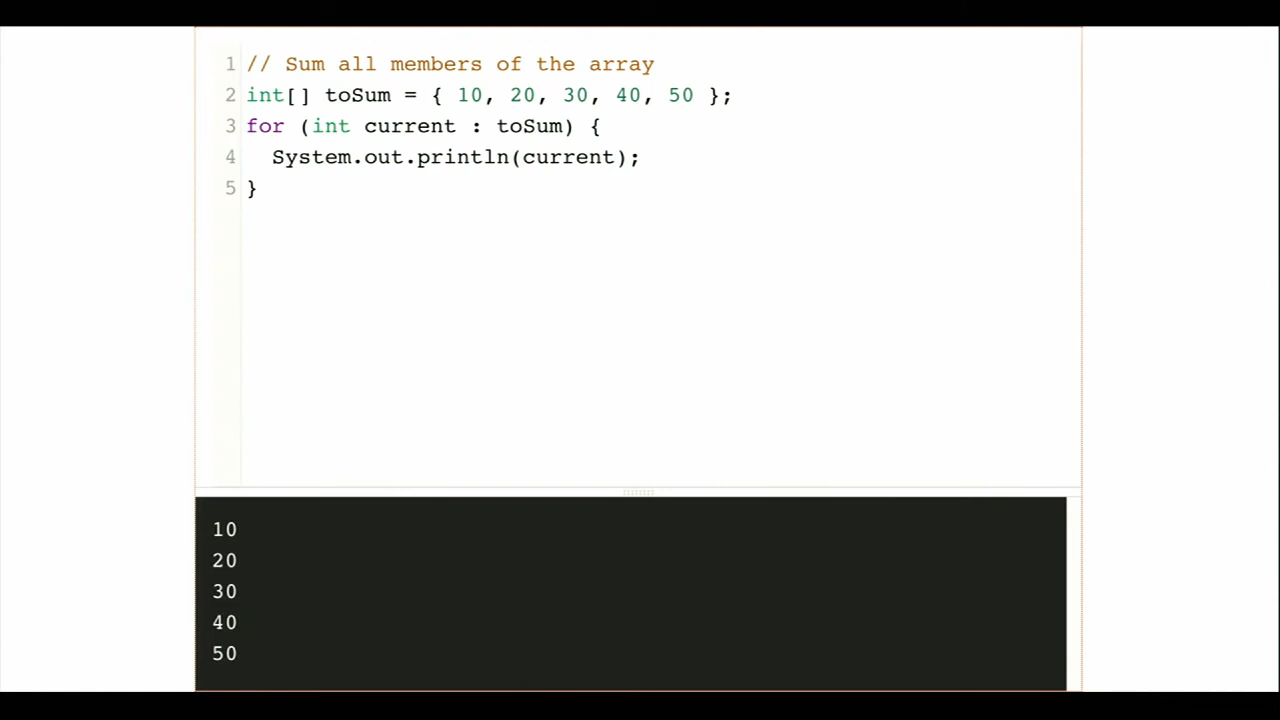 1 // Sum all members of the array
2 int[] toSum = { 10, 20, 30, 40, 50 };
3 for (int current : toSum) {
4   System.out.println(current);
5 }
10
20
30
40
50